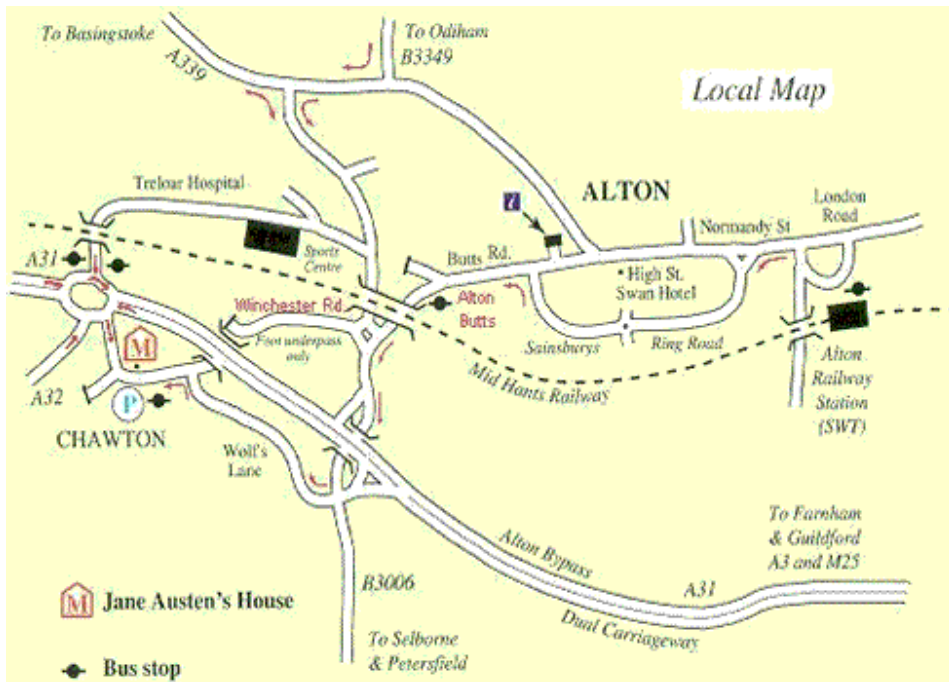 To Basingstoke
A339
To Odiham
B3349
Local Map
Treloar Hospital
i
ALTON
London
Road
Normandy St
A31
Sports
Centre
Butts Rd.
High St.
Swan Hotel
Winchester Rd.
Alton
Butts
Foot underpass
only
Sainsburys
Ring Road
Mid Hants Railway
Alton
Railway
Station
(SWT)
M
A32
P
CHAWTON
Wolf's
Lane
To Farnham
& Guildford
A3 and M25
Alton Bypass
A31
Dual Carriageway
B3006
M Jane Austen's House
To Selborne
& Petersfield
Bus stop